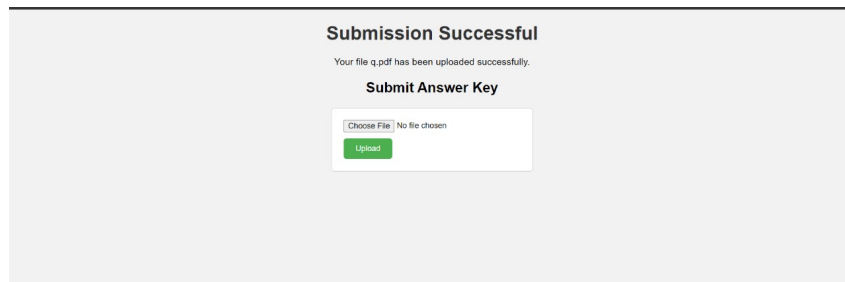 Submission Successful
Your file q.pdf has been uploaded successfully.
Submit Answer Key
Choose File No file chosen
Upload